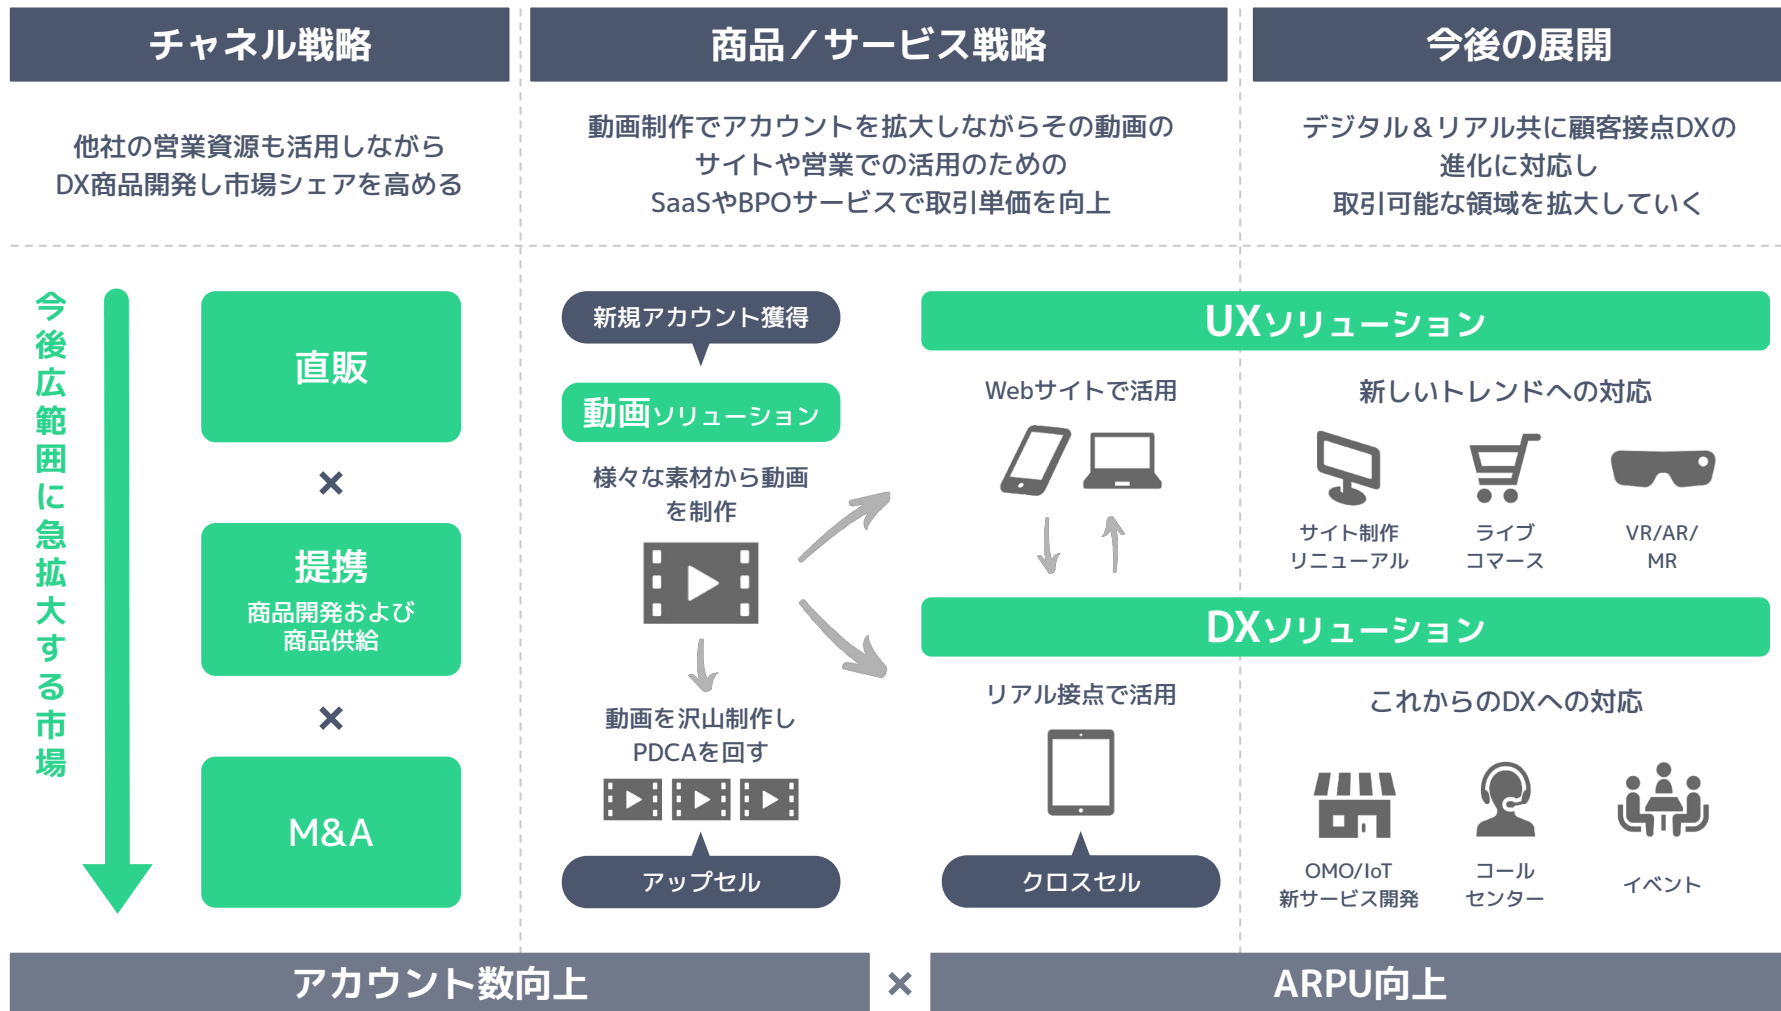 チャネル戦略
商品／サービス戦略
今後の展開
他社の営業資源も活用しながら
DX商品開発し市場シェアを高める
動画制作でアカウントを拡大しながらその動画の
サイトや営業での活用のための
SaaSやBPOサービスで取引単価を向上
デジタル＆リアル共に顧客接点DXの
進化に対応し
取引可能な領域を拡大していく
今後広範囲に急拡大する市場
直販
×
提携
商品開発および
商品供給
×
M&A
新規アカウント獲得
動画ソリューション
様々な素材から動画
を制作
動画を沢山制作し
PDCAを回す
アップセル
UXソリューション
Webサイトで活用
新しいトレンドへの対応
サイト制作
リニューアル
ライブ
コマース
VR/AR/
MR
DXソリューション
リアル接点で活用
クロスセル
これからのDXへの対応
OMO/IoT
新サービス開発
コール
センター
イベント
アカウント数向上
×
ARPU向上